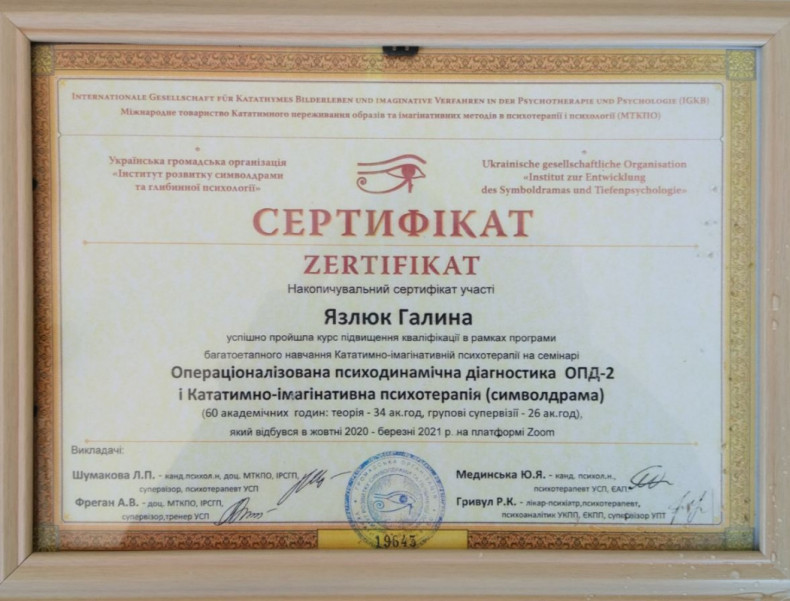 INTERNATIONALE GESELLSCHAFT FÜR KATATHYMES BILDERLEBEN UND IMAGINATIVE VERFAHREN IN DER PSYCHOTHERAPIE UND PSYCHOLOGIE (IGKB)
Міжнародне товариство Кататимного переживання образів та імагінативних методів в психотерапії і психології (МТКПО)
Українська громадська організація
«Інститут розвитку символдрами
та глибинної психології»
Ukrainische gesellschaftliche Organisation
«Institut zur Entwicklung
des Symboldramas und Tiefenpsychologie»
СЕРТИФІКАТ
ZERTIFIKAT
Накопичувальний сертифікат участі
Язлюк Галина
успішно пройшла курс підвищення кваліфікації в рамках програми
багатоетапного навчання Кататимно-імагінативній психотерапії на семінарі
Операціоналізована психодинамічна діагностика ОПД-2
і Кататимно-імагінативна психотерапія (символдрама)
(60 академічних годин: теорія - 34 ак.год, групові супервізії - 26 ак.год),
який відбувся в жовтні 2020 - березні 2021 р. на платформі Zoom
Викладачі:
Шумакова Л.П. - канд.психол.н, доц. МТКПО, ІРСГП,
супервізор, психотерапевт УСП
Фреган А.В. - доц. МТКПО, ІРСГП,
супервізор,тренер УСП
Мединська Ю.Я. - канд. психол.н.,
психотерапевт УСП, ЄАП
Гривул Р.К. - лікар-психіатр,психотерапевт,
психоаналітик УКПП, ЄКПП, супервізор УПТ
19643